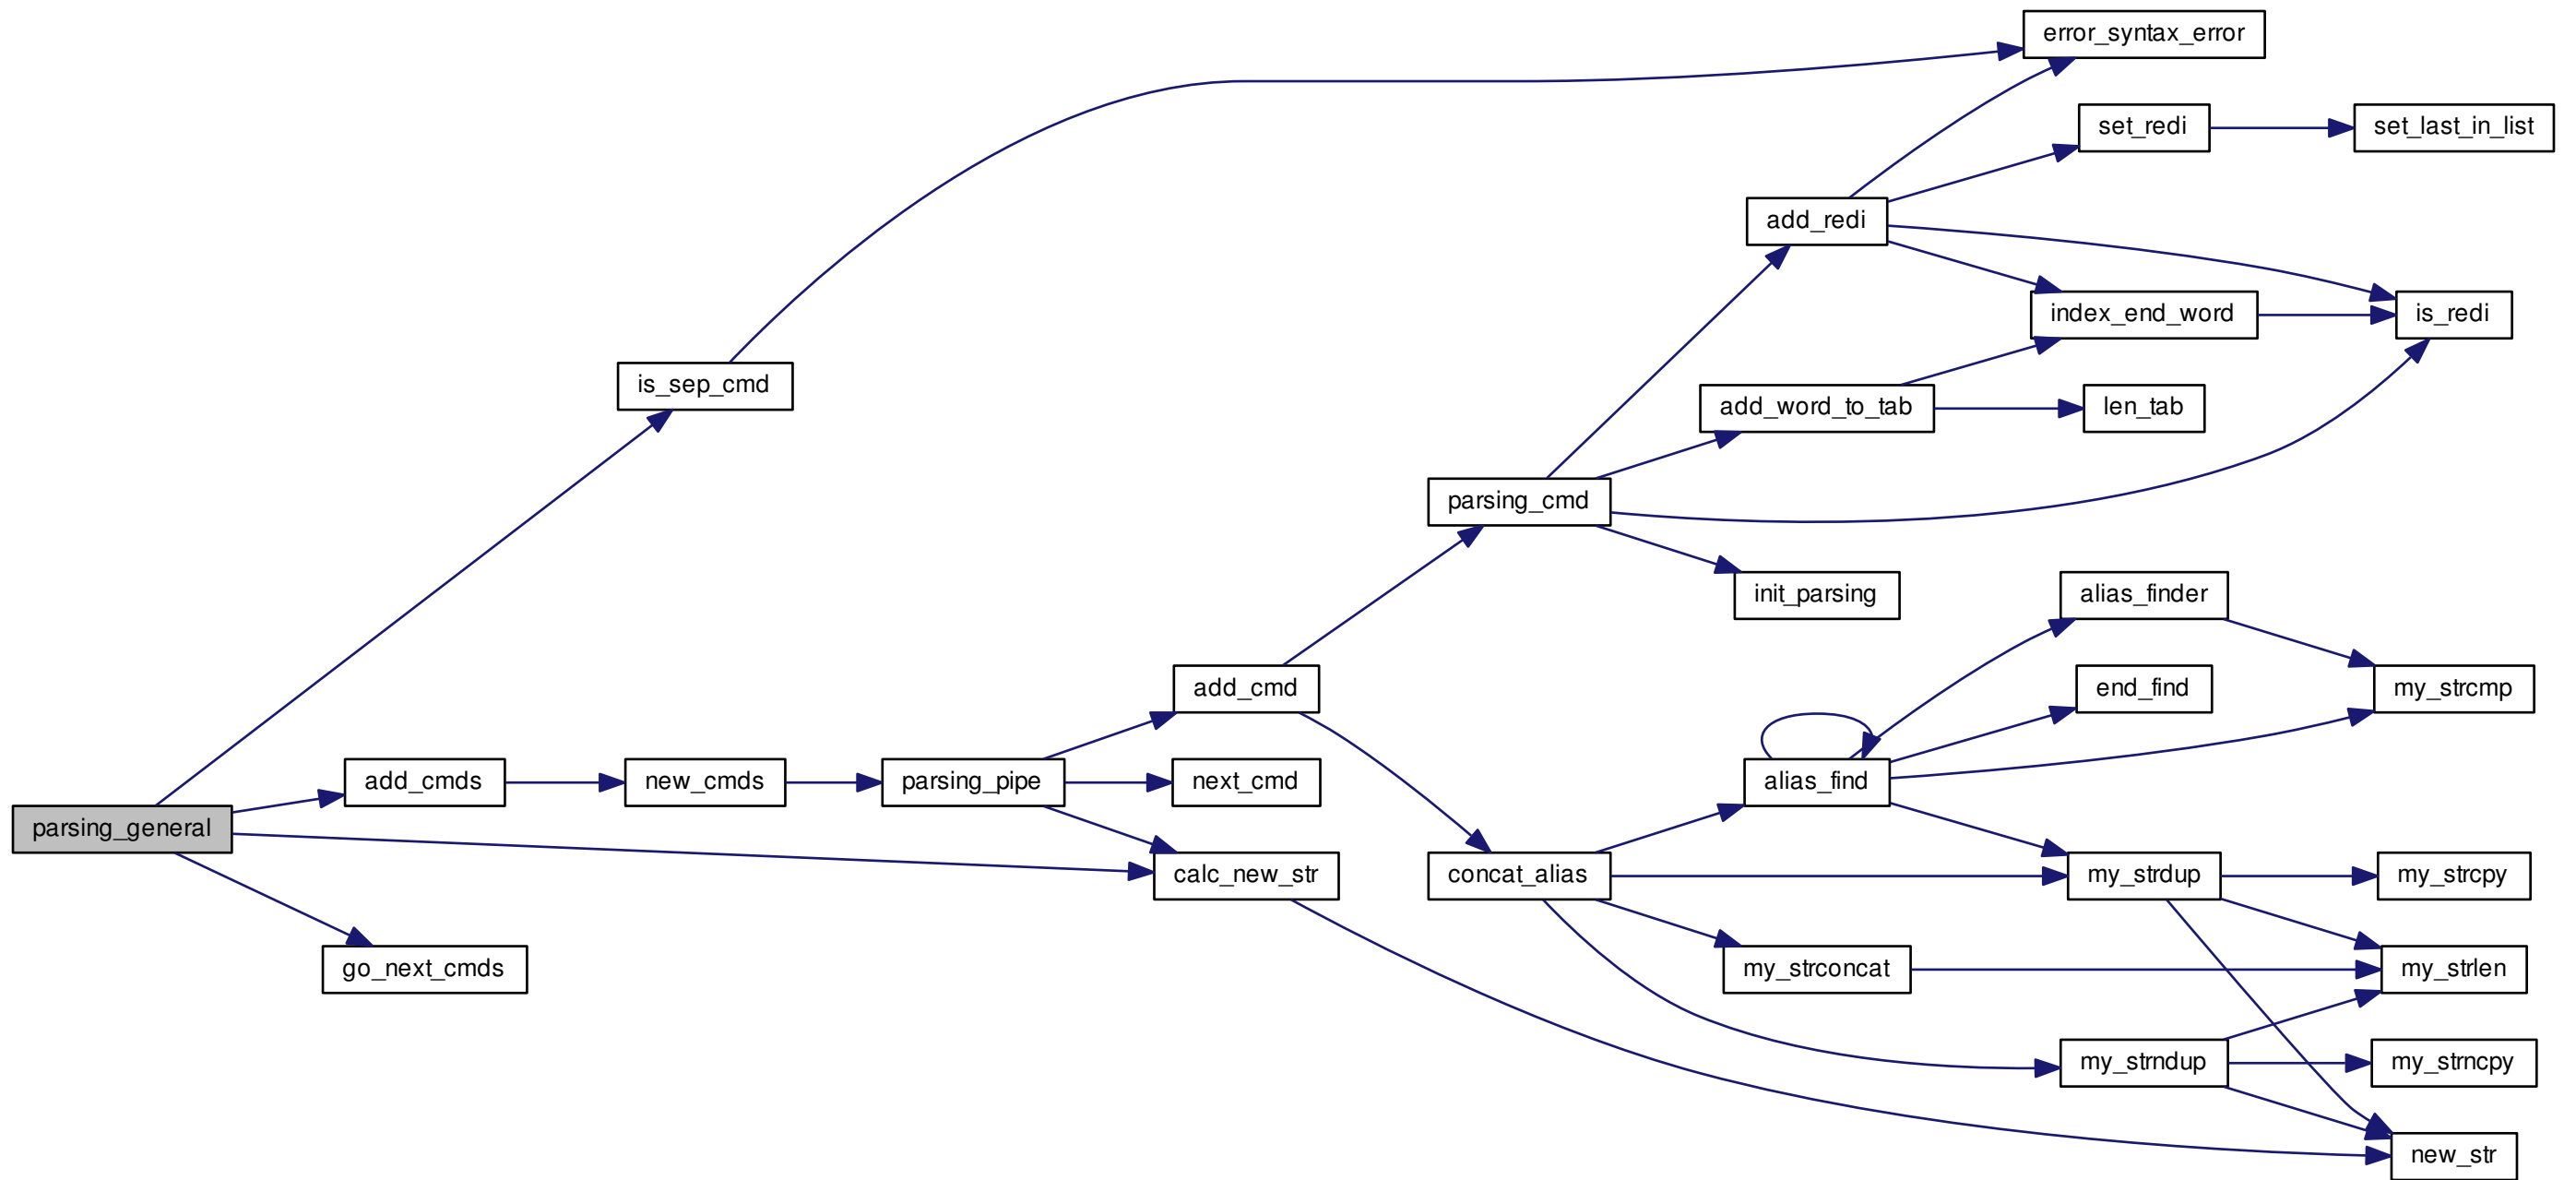 error_syntax_error
set_redi
set_last_in_list
add_redi
index_end_word
is_redi
is_sep_cmd
add_word_to_tab
len_tab
parsing_cmd
init_parsing
alias_finder
add_cmd
end_find
my_strcmp
add_cmds
new_cmds
parsing_pipe
next_cmd
alias_find
parsing_general
calc_new_str
concat_alias
my_strdup
my_strcpy
go_next_cmds
my_strconcat
my_strlen
my_strndup
my_strncpy
new_str